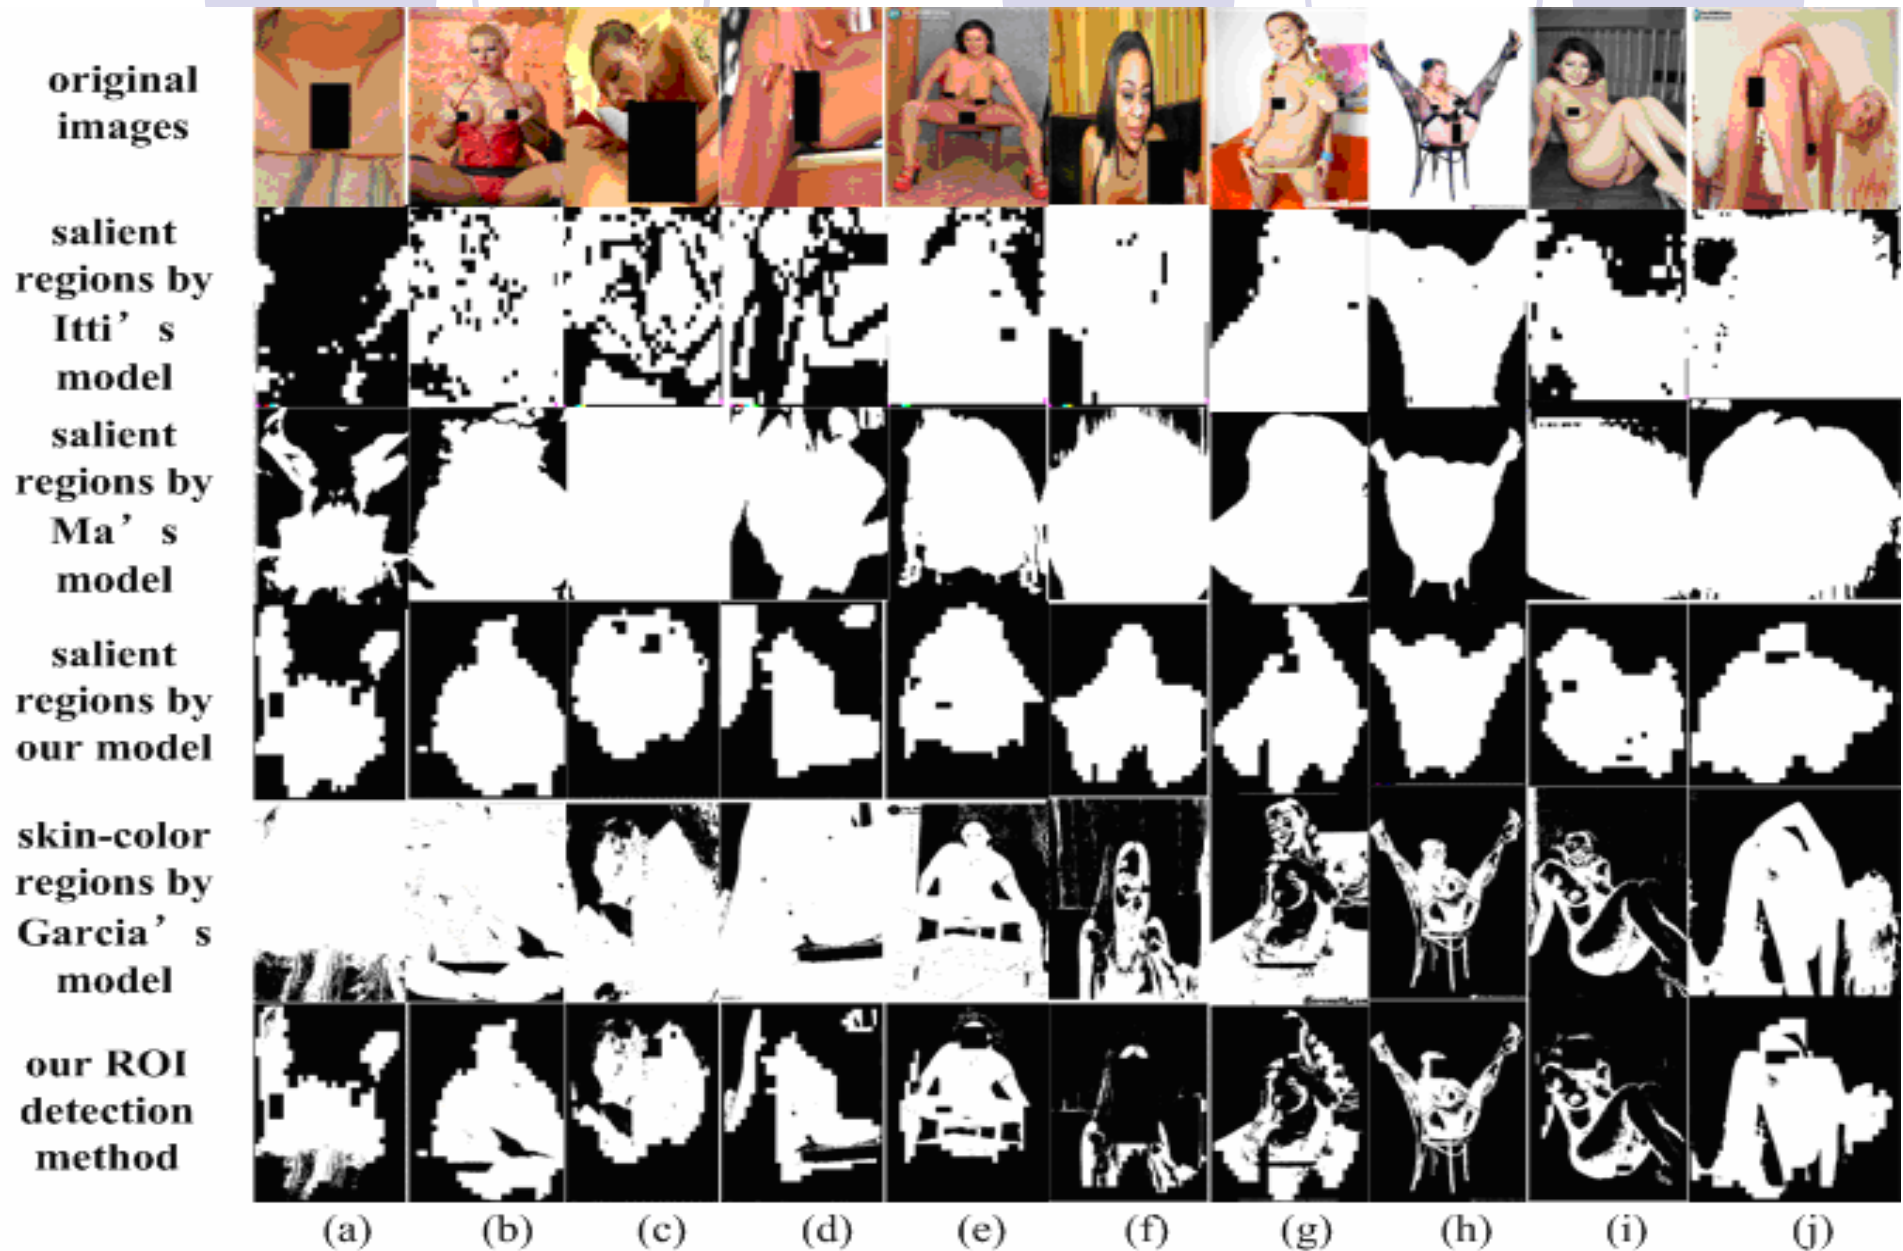 original
images
salient
regions by
Itti’ s
model
salient
regions by
Ma’ s
model
salient
regions by
our model
skin-color
regions by
Garcia’ s
model
our ROI
detection
method
(a) (b) (c) (d) (e) (f) (g) (h) (i) (j)